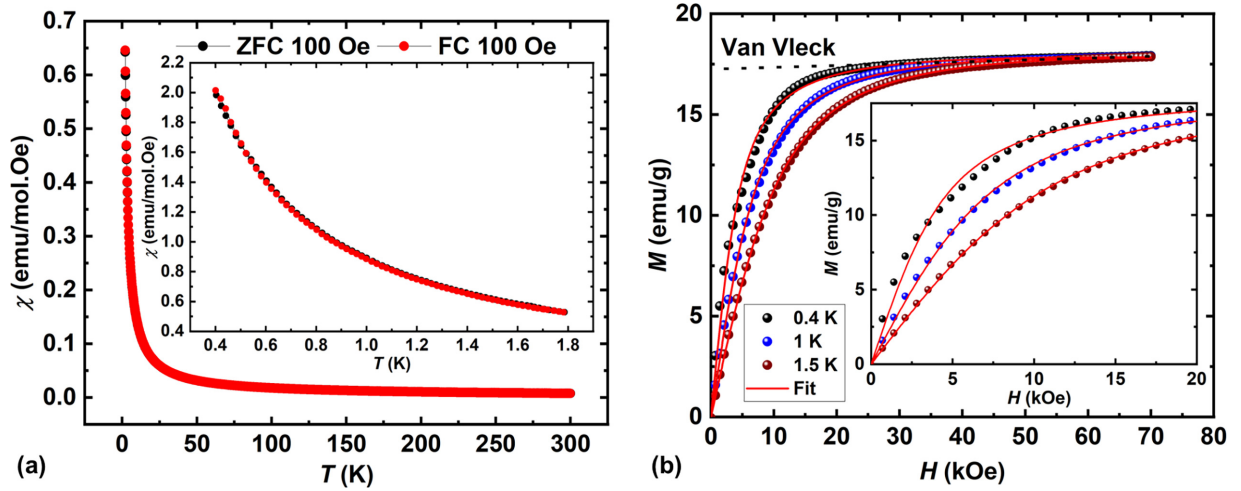 ZFC 100 Oe
FC 100 Oe
χ (emu/mol.Oe)
0.7
0.6
0.5
0.4
0.3
0.2
0.1
0.0
0 50 100 150 200 250 300
T (K)
χ (emu/mol.Oe)
2.2
2.0
1.8
1.6
1.4
1.2
1.0
0.8
0.6
0.4
0.4 0.6 0.8 1.0 1.2 1.4 1.6 1.8
T (K)
(a)
M (emu/g)
20
15
10
5
0
Van Vleck
0.4 K
1 K
1.5 K
Fit
0 10 20 30 40 50 60 70 80
H (kOe)
M (emu/g)
15
10
5
0
0 5 10 15 20
H (kOe)
(b)